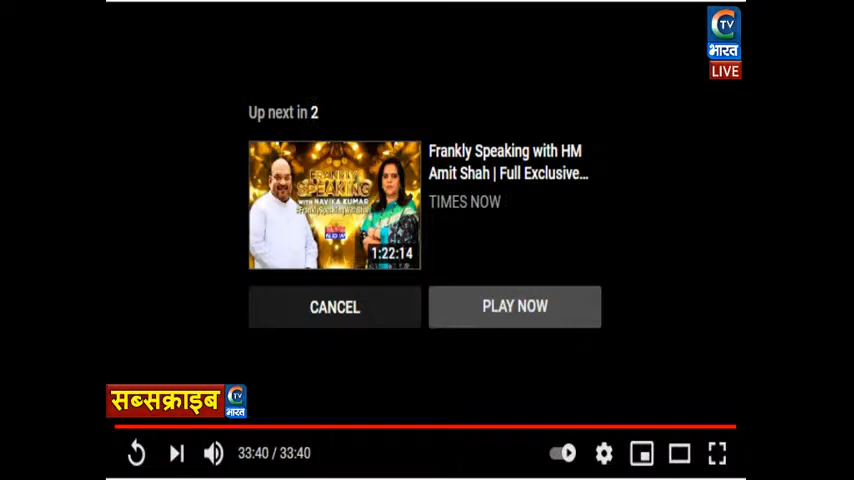 TV
भारत
LIVE
Up next in 2
Frankly Speaking with HM
Amit Shah | Full Exclusive...
TIMES NOW
FRANKLY
SPEAKING
WITH NAVIKA KUMAR
1:22:14
CANCEL
PLAY NOW
सब्सक्राइब
TV
भारत
33:40 / 33:40